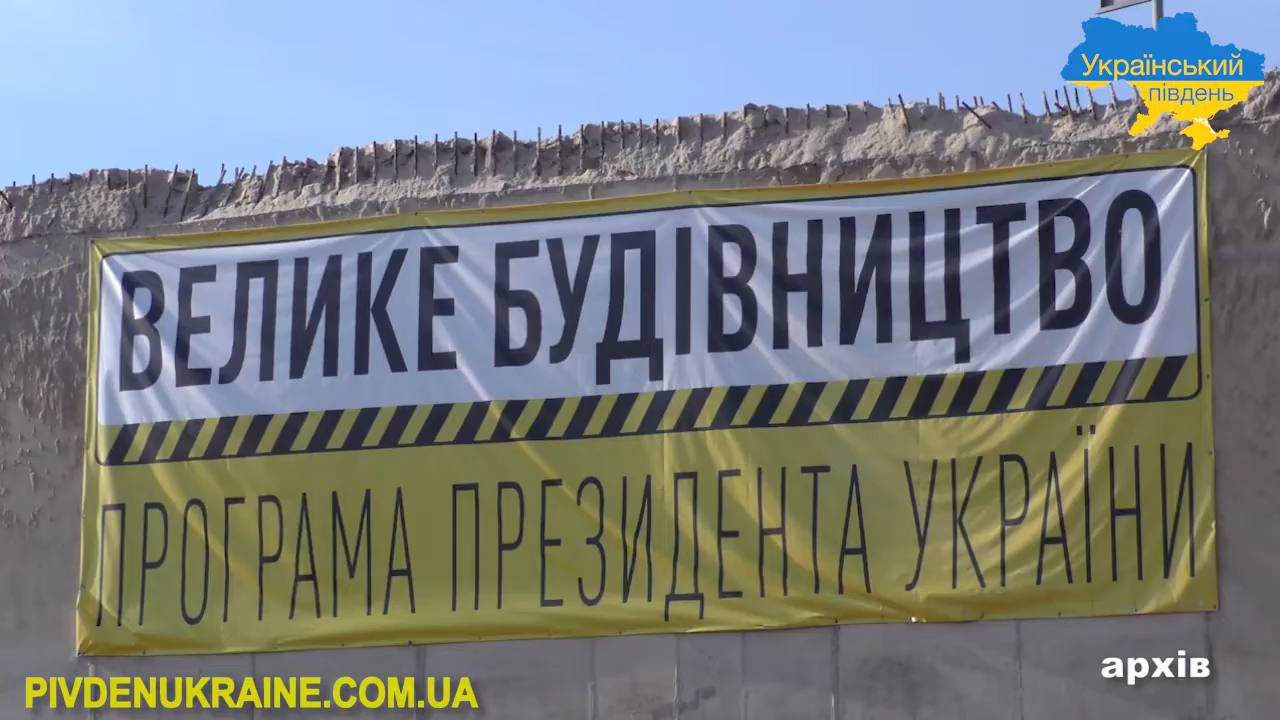 Український
південь
ВЕЛИКЕ БУДІВНИЦТВО
ПРОГРАМА ПРЕЗИДЕНТА УКРАЇНИ
архів
PIVDENUKRAINE.COM.UA